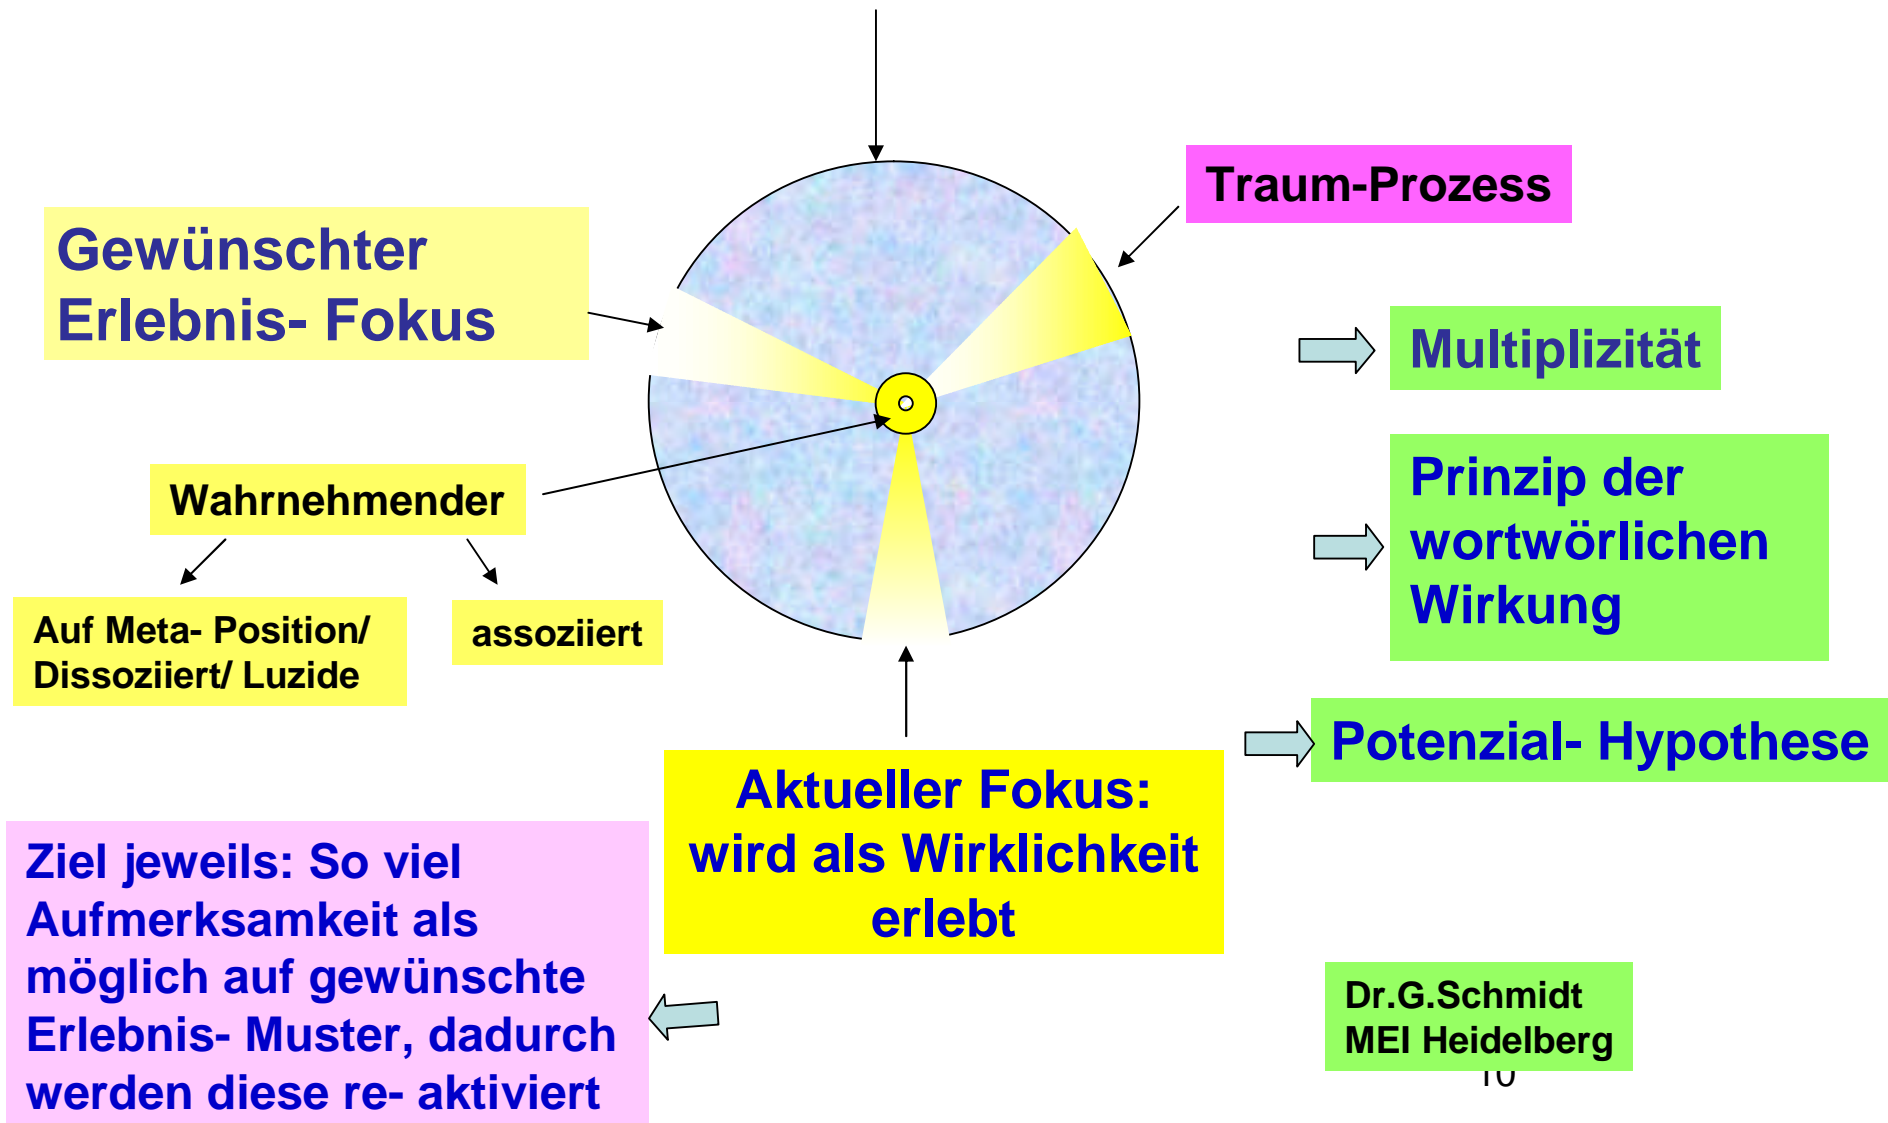 Traum-Prozess
Gewünschter
Erlebnis- Fokus
Multiplizität
Prinzip der
wortwörlichen
Wirkung
Wahrnehmender
Auf Meta- Position/
Dissoziiert/ Luzide
assoziiert
Potenzial- Hypothese
Aktueller Fokus:
wird als Wirklichkeit
erlebt
Ziel jeweils: So viel
Aufmerksamkeit als
möglich auf gewünschte
Erlebnis- Muster, dadurch
werden diese re- aktiviert
Dr.G.Schmidt
MEI Heidelberg
10